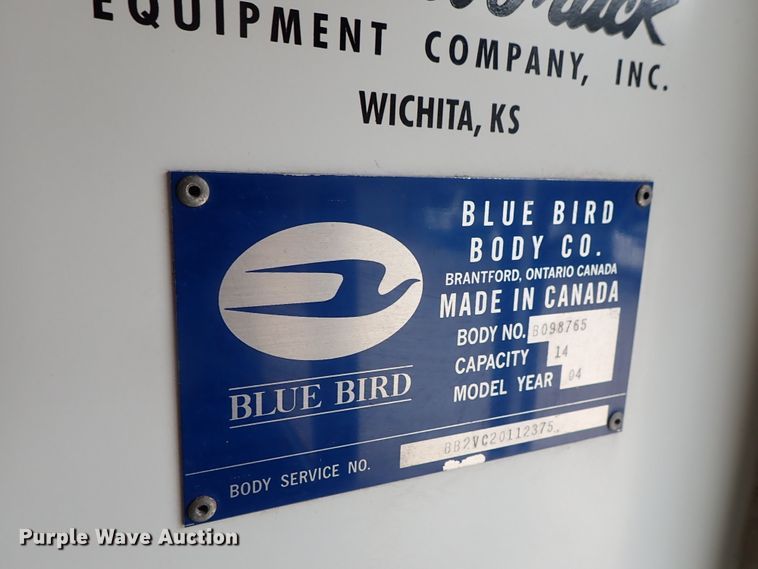 EQUIPMENT COMPANY, INC.
WICHITA, KS
BLUE BIRD
BODY CO.
BRANTFORD, ONTARIO CANADA
MADE IN CANADA
BODY NO. B098765
CAPACITY 14
MODEL YEAR 04
BLUE BIRD
BODY SERVICE NO. BB2VC20112375
Purple Wave Auction